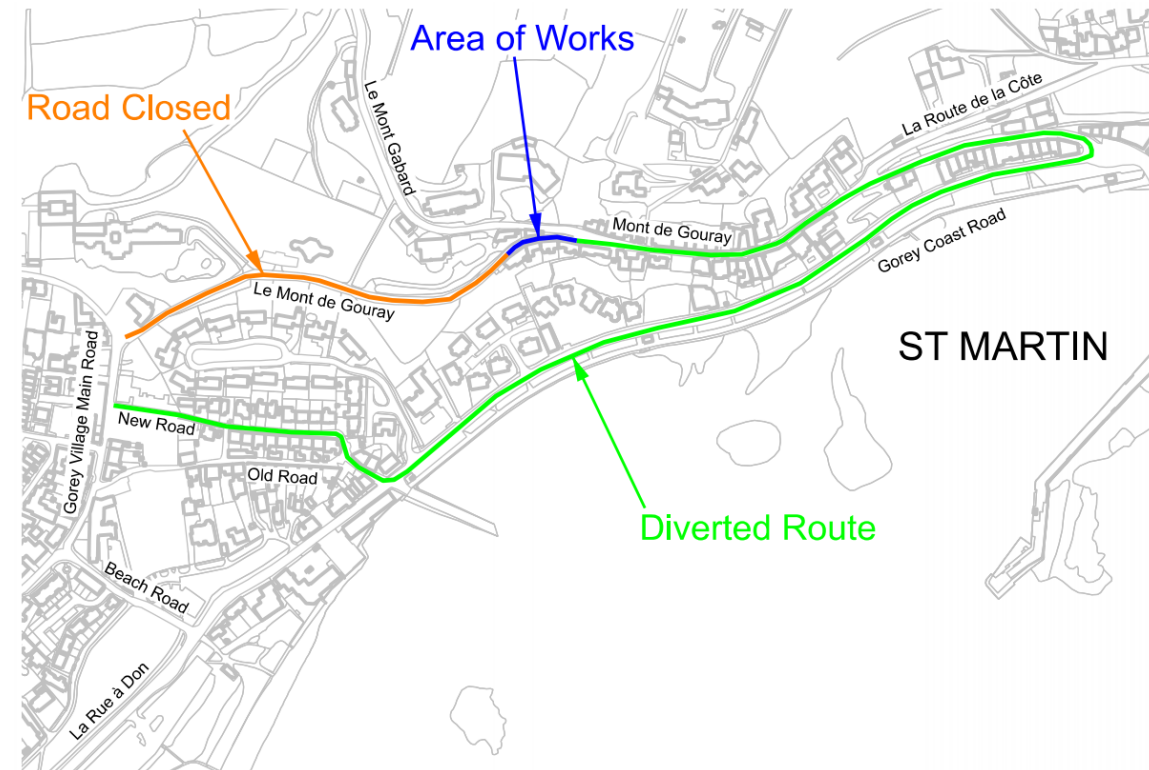 Area of Works
Road Closed
Le Mont Gabard
La Route de la Côte
Mont de Gouray
Gorey Coast Road
Le Mont de Gouray
ST MARTIN
Gorey Village Main Road
New Road
Old Road
Diverted Route
Beach Road
La Rue à Don